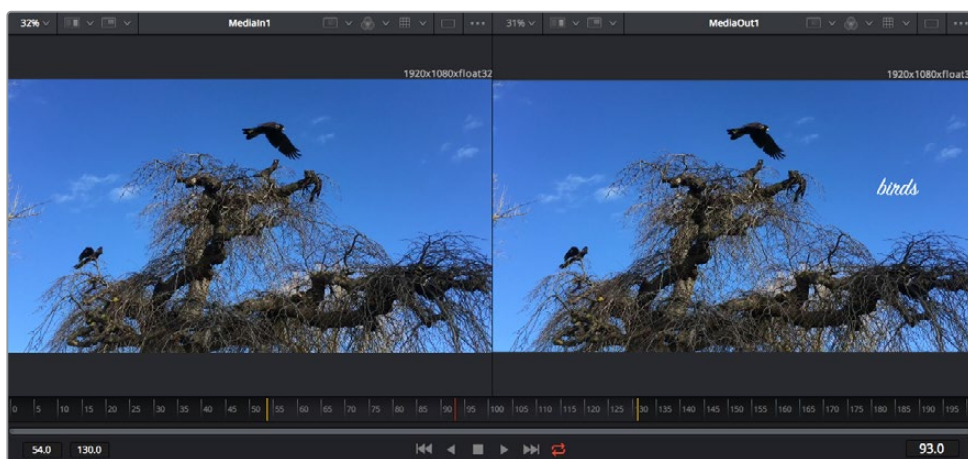 32% MediaIn1 31% MediaOut1
1920x1080xfloat32 1920x1080xfloat3
birds
0 5 10 15 20 25 30 35 40 45 50 55 60 65 70 75 80 85 90 95 100 105 110 115 120 125 130 135 140 145 150 155 160 165 170 175 180 185 190 195
54.0 130.0 93.0